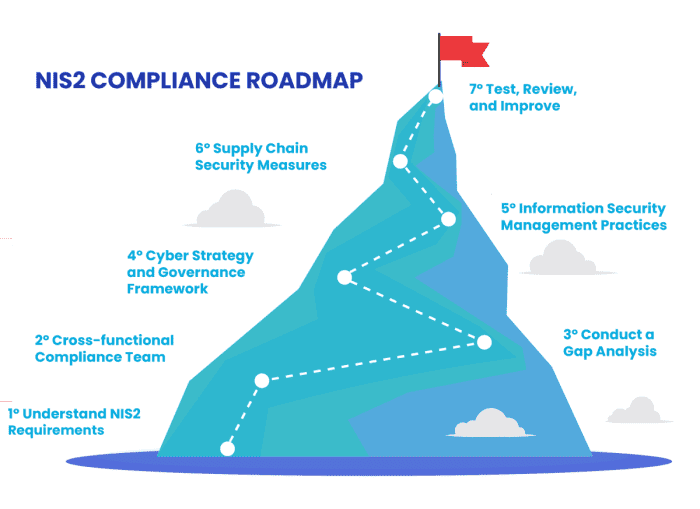 NIS2 COMPLIANCE ROADMAP
7º Test, Review,
and Improve
6º Supply Chain
Security Measures
5º Information Security
Management Practices
4º Cyber Strategy
and Governance
Framework
3º Conduct a
Gap Analysis
2º Cross-functional
Compliance Team
1º Understand NIS2
Requirements